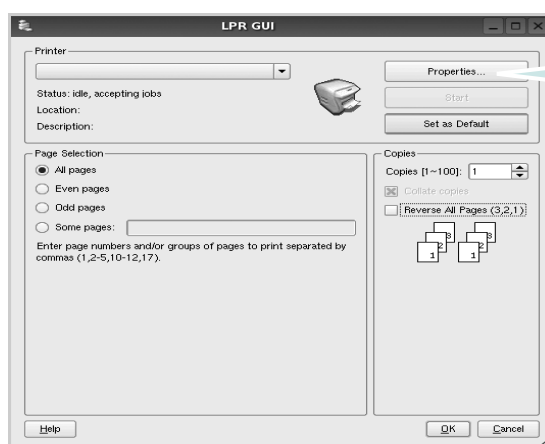 LPR GUI
Printer
Properties...
Status: idle, accepting jobs
Start
Location:
Description:
Set as Default
Page Selection
All pages
Even pages
Odd pages
Some pages:
Enter page numbers and/or groups of pages to print separated by
commas (1,2-5,10-12,17).
Copies
Copies [1~100]: 1
Collate copies
Reverse All Pages (3,2,1)
3 3
2 2
1 1
Help
OK
Cancel